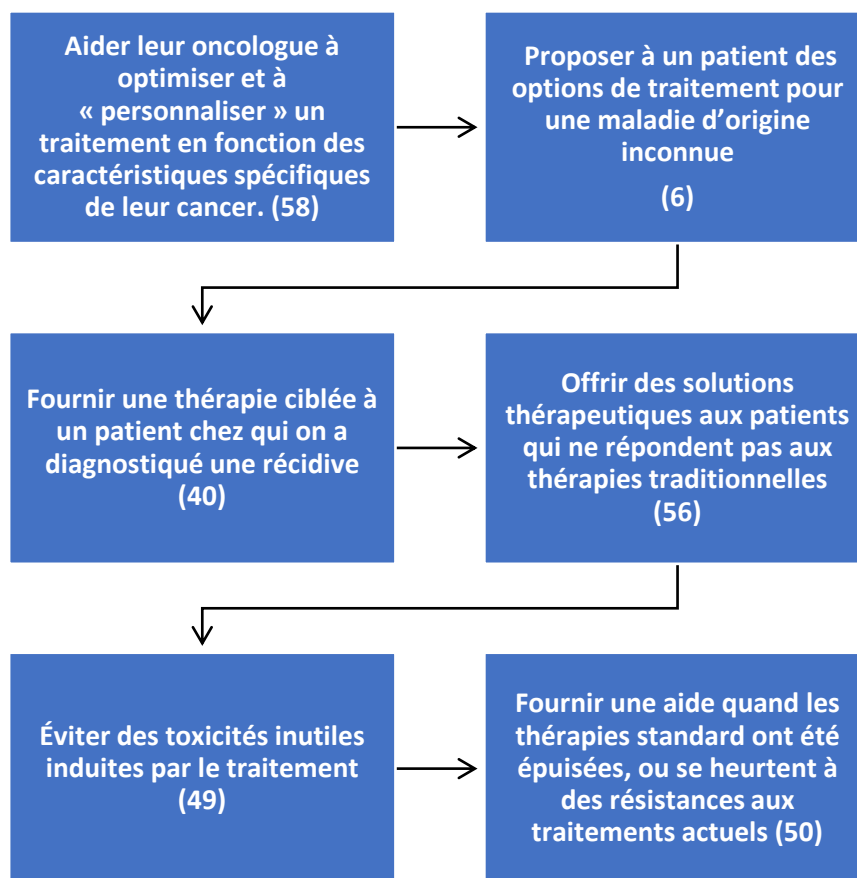 Aider leur oncologue à
optimiser et à
« personnaliser » un
traitement en fonction des
caractéristiques spécifiques
de leur cancer. (58)
Proposer à un patient des
options de traitement pour
une maladie d’origine
inconnue
(6)
Fournir une thérapie ciblée à
un patient chez qui on a
diagnostiqué une récidive
(40)
Offrir des solutions
thérapeutiques aux patients
qui ne répondent pas aux
thérapies traditionnelles
(56)
Éviter des toxicités inutiles
induites par le traitement
(49)
Fournir une aide quand les
thérapies standard ont été
épuisées, ou se heurtent à
des résistances aux
traitements actuels (50)